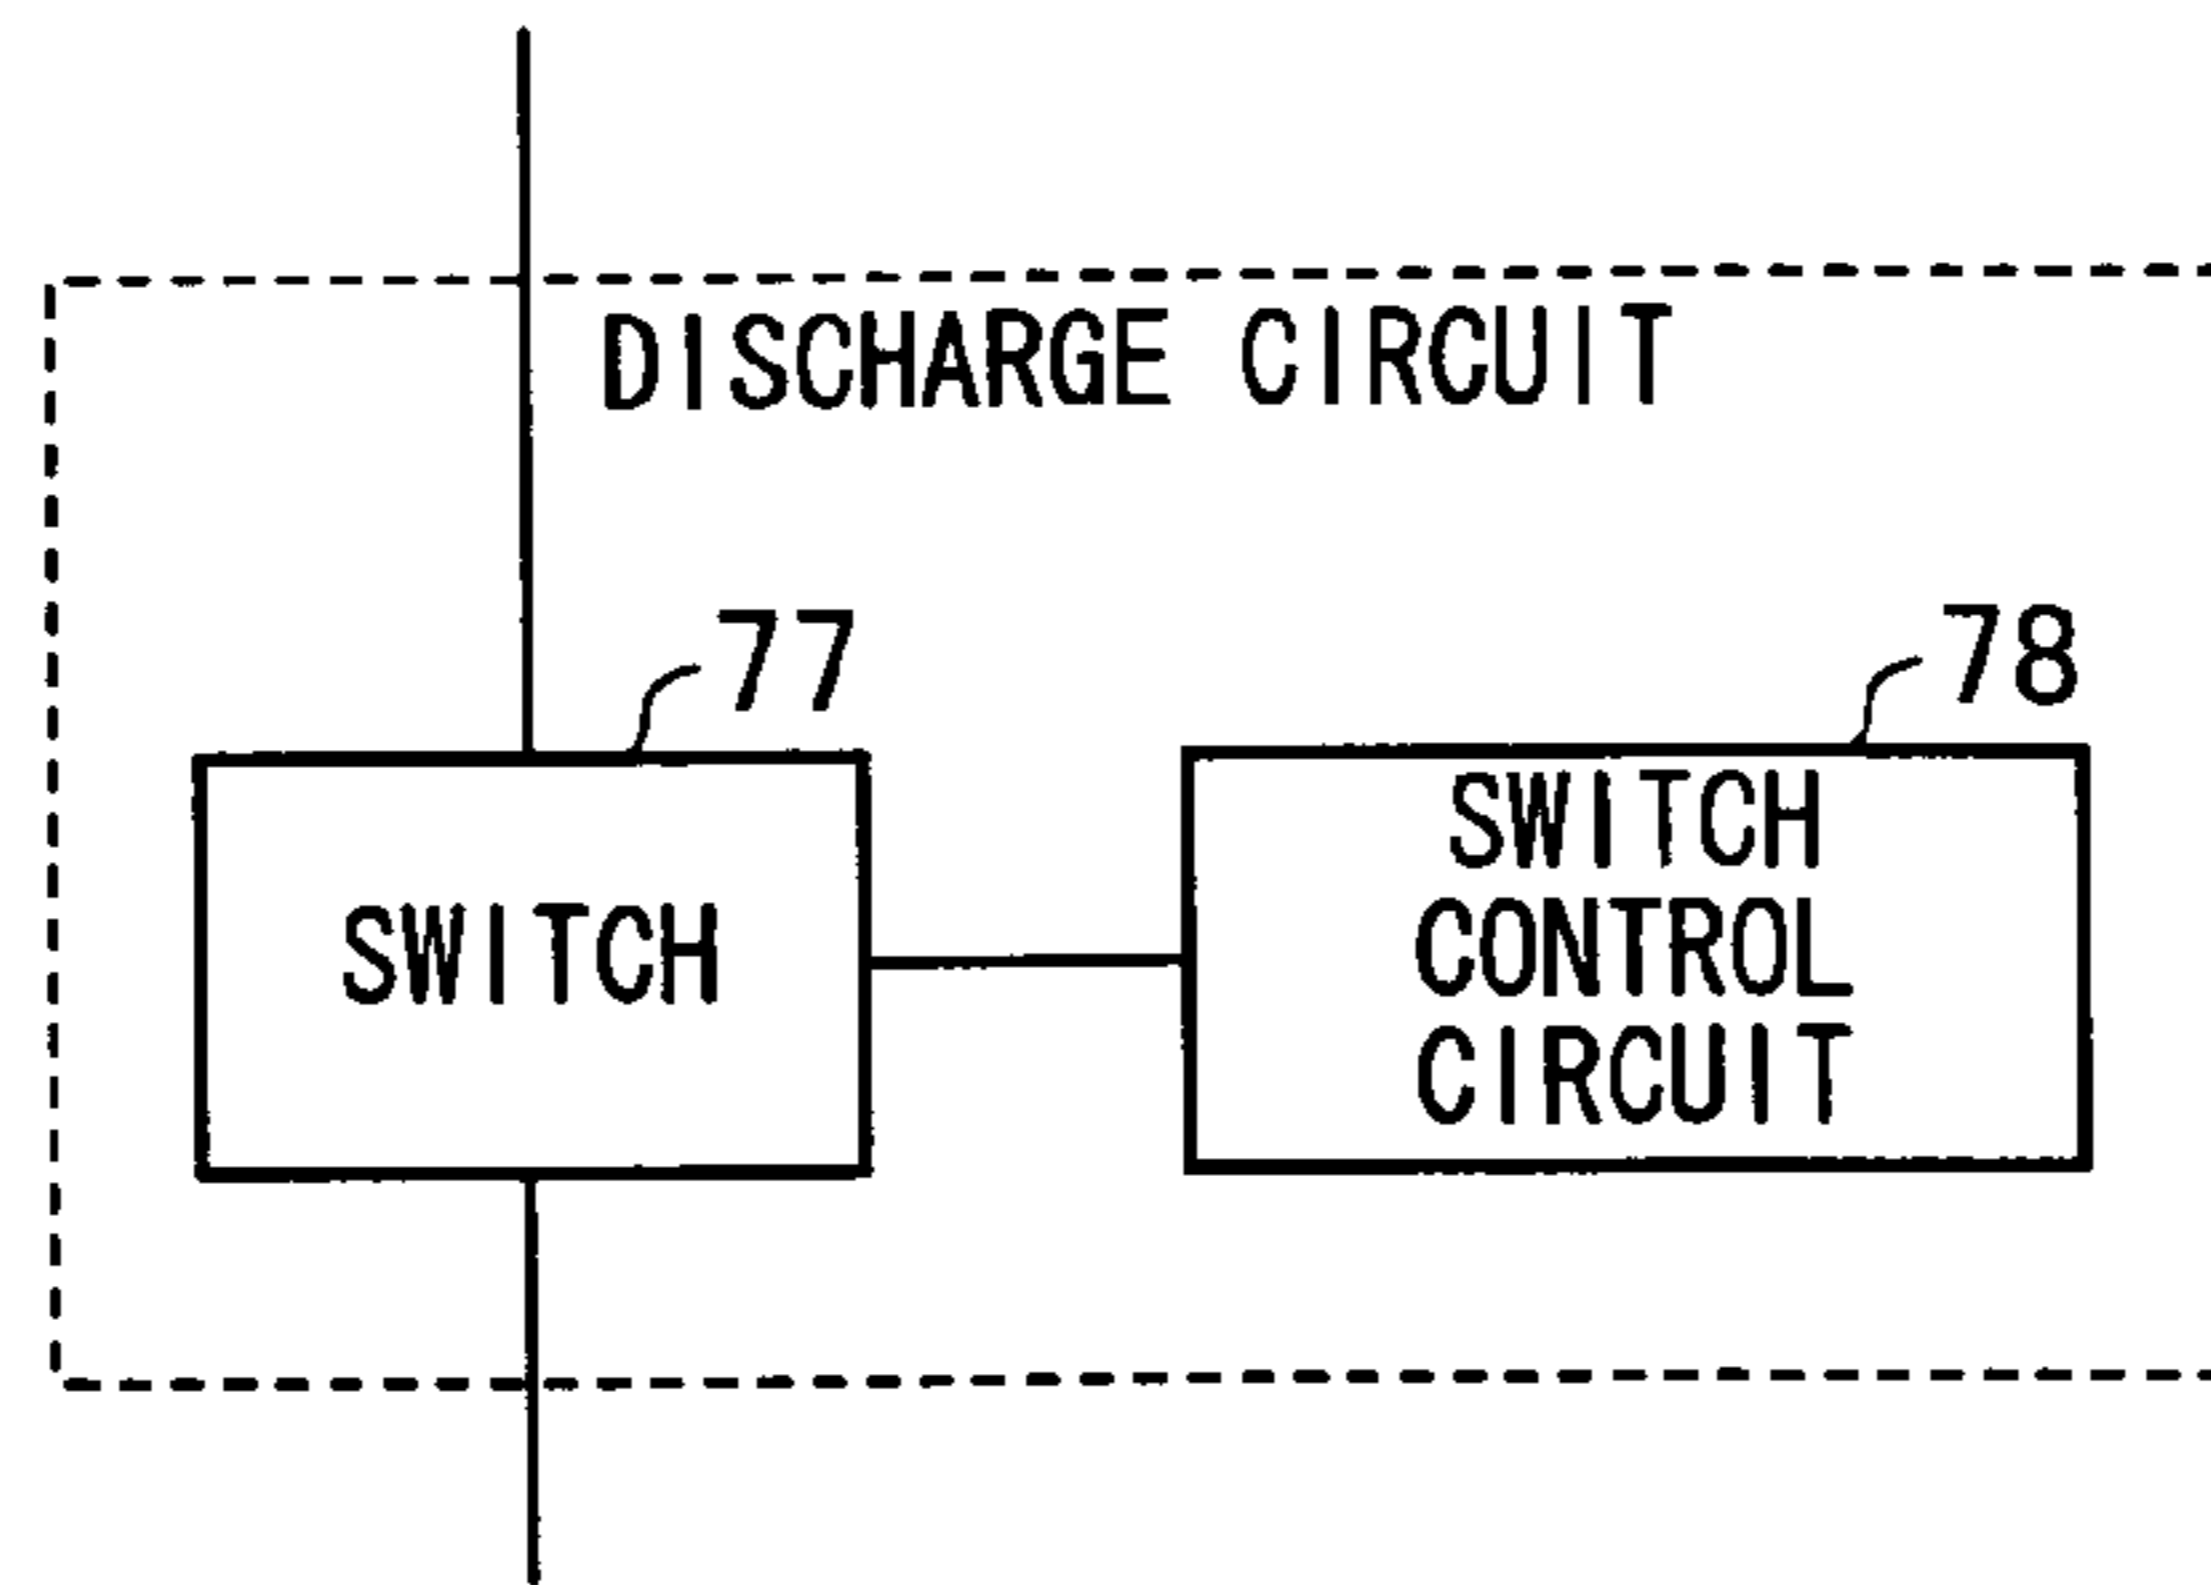 DISCHARGE CIRCUIT
77
78
SWITCH
SWITCH
CONTROL
CIRCUIT